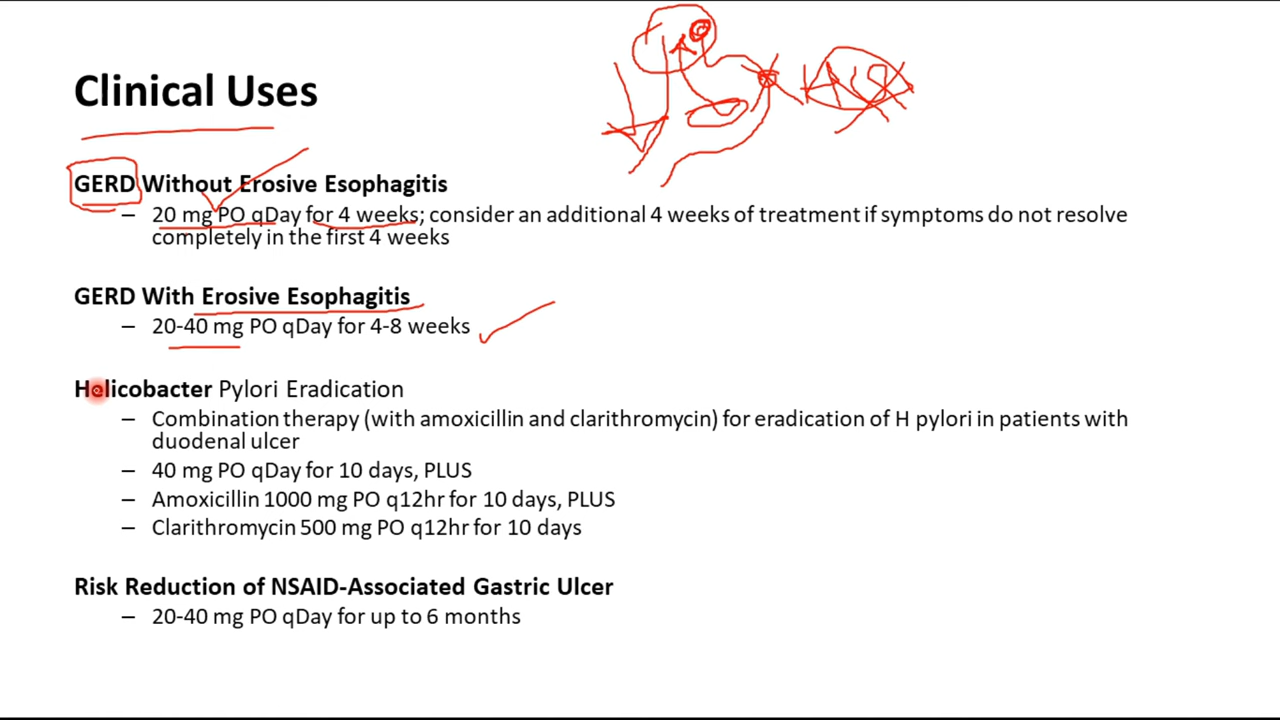 Clinical Uses
GERD Without Erosive Esophagitis
– 20 mg PO qDay for 4 weeks; consider an additional 4 weeks of treatment if symptoms do not resolve
completely in the first 4 weeks
GERD With Erosive Esophagitis
– 20-40 mg PO qDay for 4-8 weeks
Helicobacter Pylori Eradication
– Combination therapy (with amoxicillin and clarithromycin) for eradication of H pylori in patients with
duodenal ulcer
– 40 mg PO qDay for 10 days, PLUS
– Amoxicillin 1000 mg PO q12hr for 10 days, PLUS
– Clarithromycin 500 mg PO q12hr for 10 days
Risk Reduction of NSAID-Associated Gastric Ulcer
– 20-40 mg PO qDay for up to 6 months